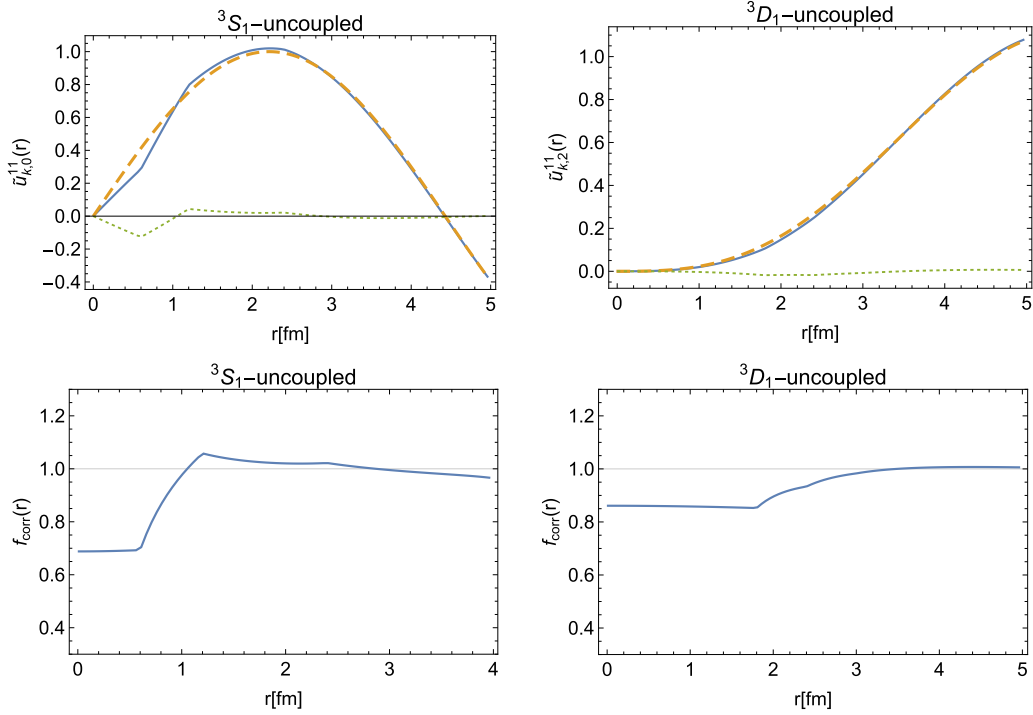 ³S₁−uncoupled
ũ¹¹ₖ,₀(r)
1.0
0.8
0.6
0.4
0.2
0.0
−0.2
−0.4
0 1 2 3 4 5
r[fm]
³D₁−uncoupled
ũ¹¹ₖ,₂(r)
1.0
0.8
0.6
0.4
0.2
0.0
0 1 2 3 4 5
r[fm]
³S₁−uncoupled
f_corr(r)
1.2
1.0
0.8
0.6
0.4
0 1 2 3 4
r[fm]
³D₁−uncoupled
f_corr(r)
1.2
1.0
0.8
0.6
0.4
0 1 2 3 4 5
r[fm]